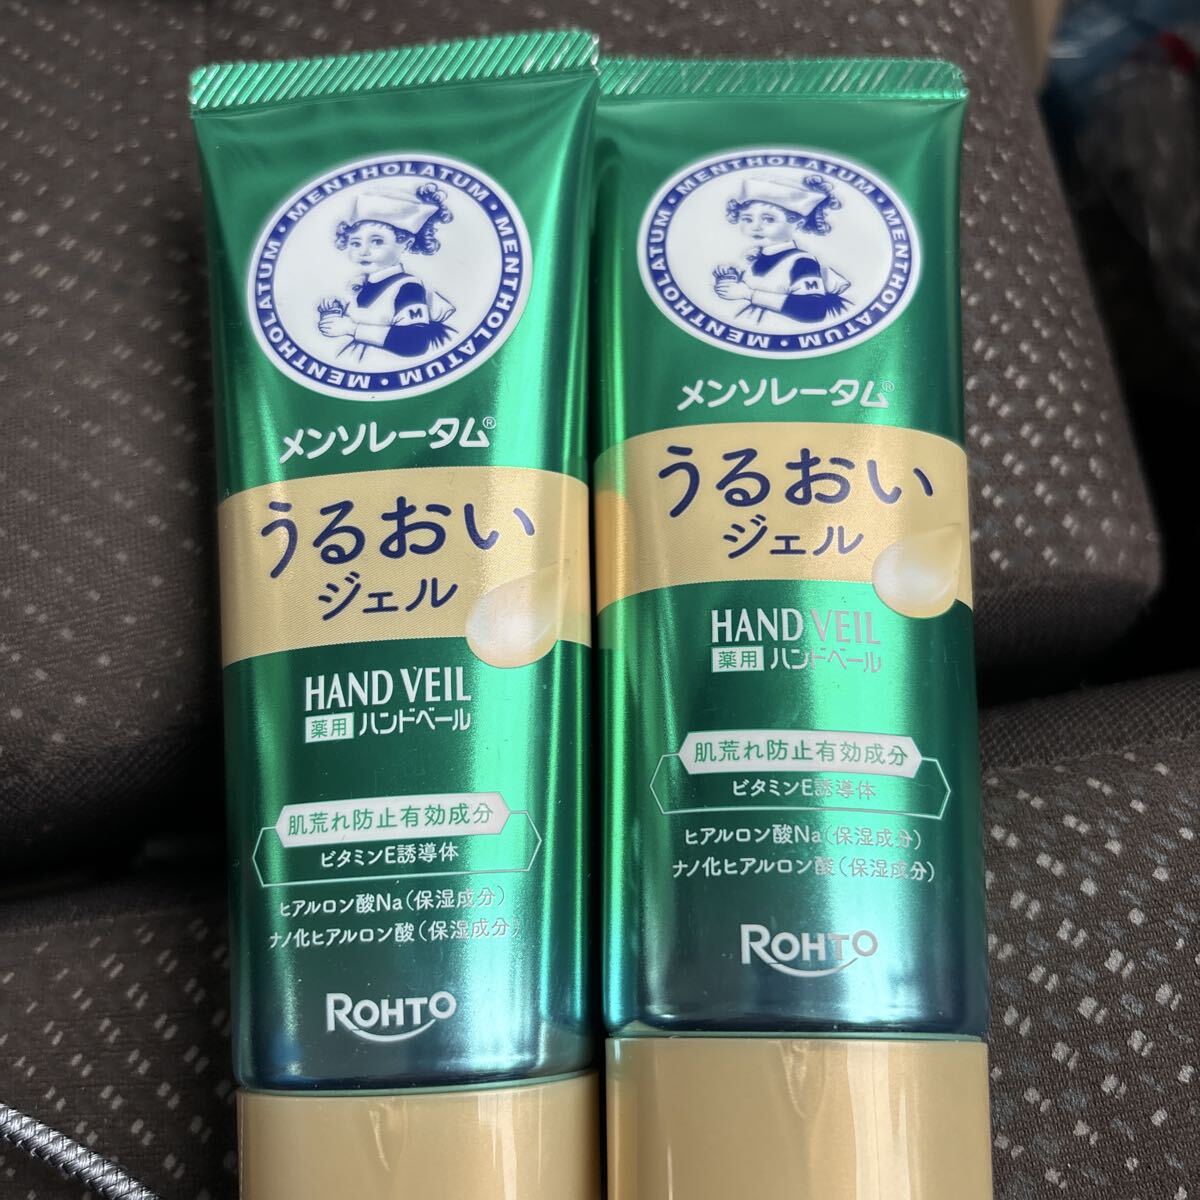 MENTHOLATUM・MENTHOLATUM・MENTHOLATUM・
M
メンソレータム®
うるおい
ジェル
HAND VEIL
薬用 ハンドベール
肌荒れ防止有効成分
ビタミンE誘導体
ヒアルロン酸Na(保湿成分)
ナノ化ヒアルロン酸(保湿成分)
ROHTO
MENTHOLATUM・MENTHOLATUM・MENTHOLATUM・
M
メンソレータム®
うるおい
ジェル
HAND VEIL
薬用 ハンドベール
肌荒れ防止有効成分
ビタミンE誘導体
ヒアルロン酸Na(保湿成分)
ナノ化ヒアルロン酸(保湿成分)
ROHTO